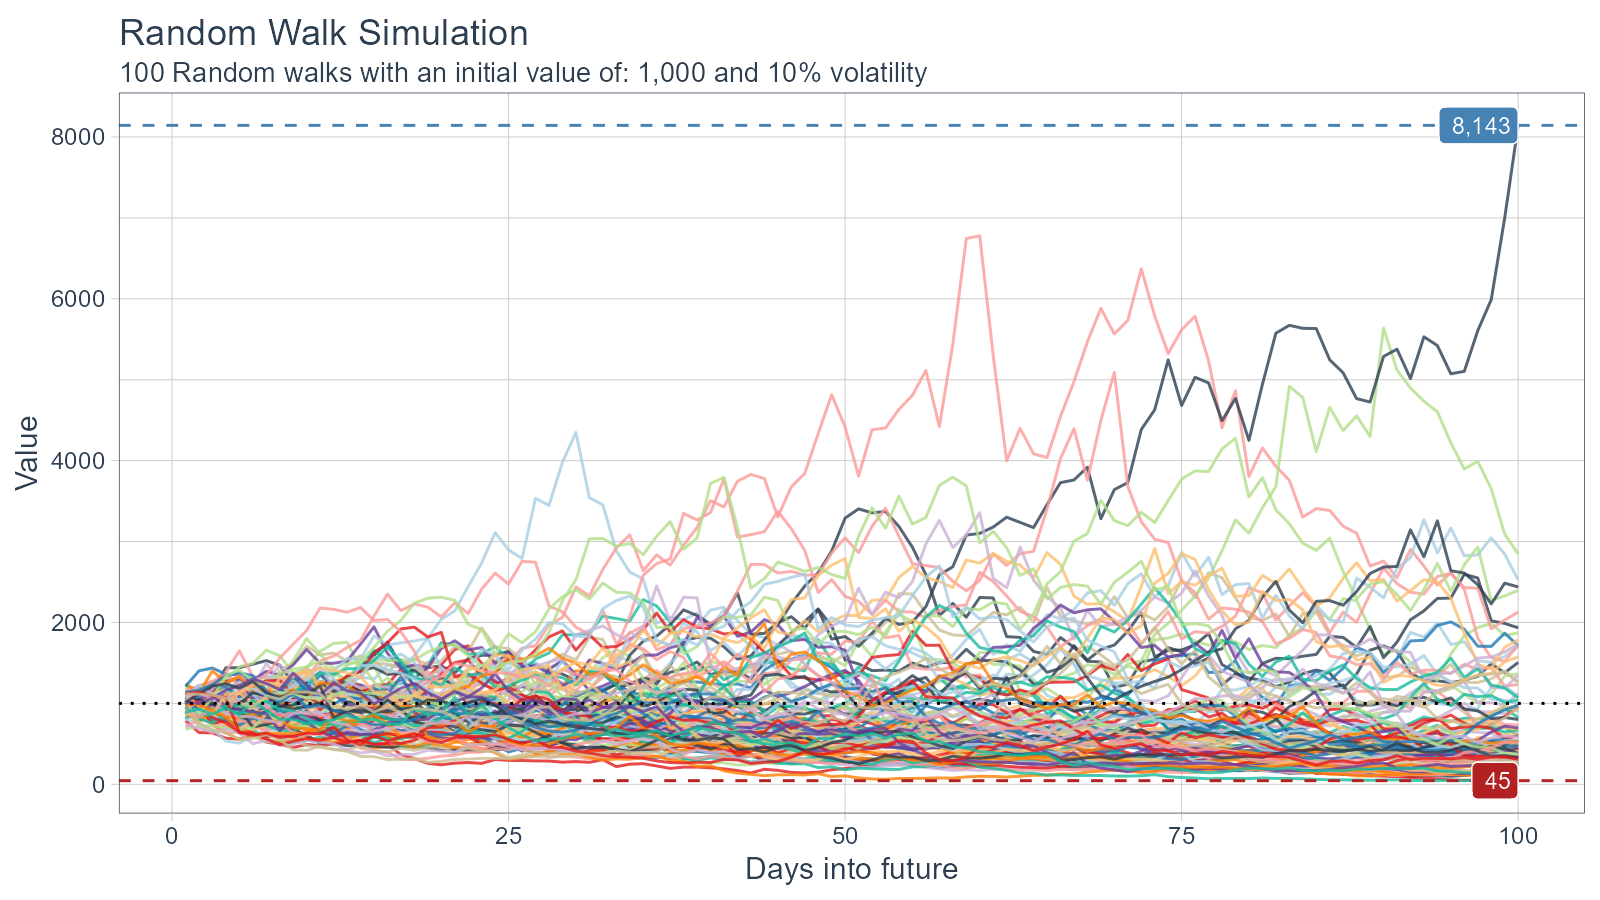 Random Walk Simulation
100 Random walks with an initial value of: 1,000 and 10% volatility
8,143
8000
6000
4000
2000
0
45
Value
0 25 50 75 100
Days into future